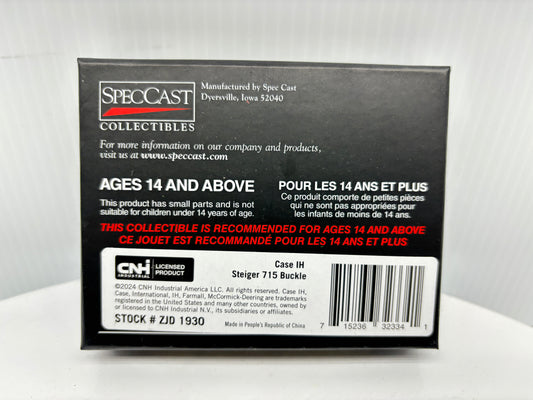 SPECCAST
COLLECTIBLES
Manufactured by Spec Cast
Dyersville, Iowa 52040
For more information on our company and products,
visit us at www.speccast.com
AGES 14 AND ABOVE
This product has small parts and is not
suitable for children under 14 years of age.
POUR LES 14 ANS ET PLUS
Ce produit comporte de petites pièces
qui ne sont pas appropriées pour
les infants de moins de 14 ans.
THIS COLLECTIBLE IS RECOMMENDED FOR AGES 14 AND ABOVE
CE JOUET EST RECOMMANDÉ POUR LES 14 ANS ET PLUS
CNH
INDUSTRIAL
LICENSED
PRODUCT
Case IH
Steiger 715 Buckle
©2024 CNH Industrial America LLC. All rights reserved. Case IH,
Case, International, IH, Farmall, McCormick-Deering are trademarks
registered in the United States and many other countries, owned by
or licensed to CNH Industrial N.V., its subsidiaries or affiliates.
STOCK # ZJD 1930
Made in People's Republic of China
7 15236 32334 1